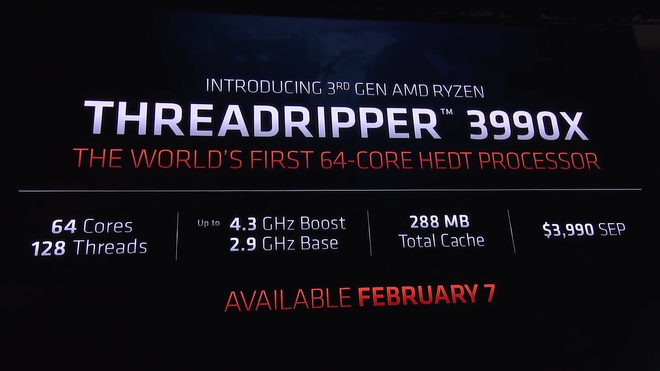 INTRODUCING 3RD GEN AMD RYZEN
THREADRIPPER™ 3990X
THE WORLD'S FIRST 64-CORE HEDT PROCESSOR
64 Cores
128 Threads
Up to 4.3 GHz Boost
2.9 GHz Base
288 MB
Total Cache
$3,990 SEP
AVAILABLE FEBRUARY 7